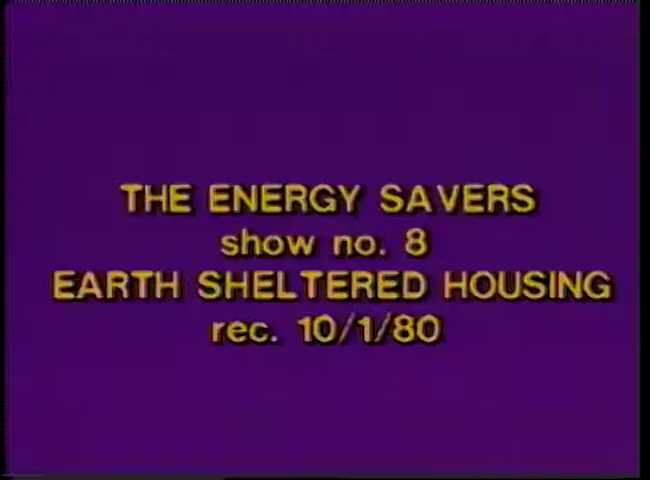 THE ENERGY SAVERS
show no. 8
EARTH SHELTERED HOUSING
rec. 10/1/80